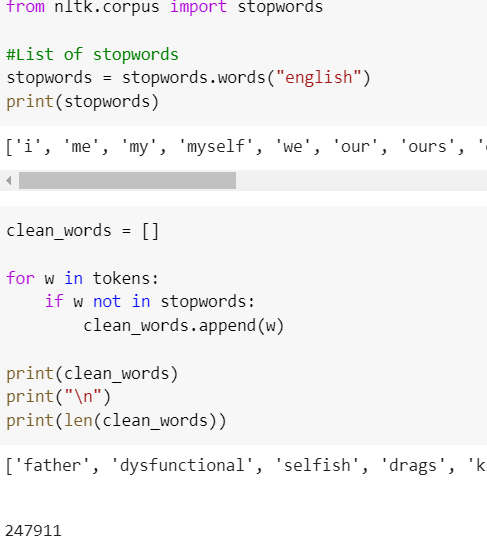 from nltk.corpus import stopwords
#List of stopwords
stopwords = stopwords.words("english")
print(stopwords)
['i', 'me', 'my', 'myself', 'we', 'our', 'ours', '
clean_words = []
for w in tokens:
    if w not in stopwords:
        clean_words.append(w)
print(clean_words)
print("\n")
print(len(clean_words))
['father', 'dysfunctional', 'selfish', 'drags', 'k
247911